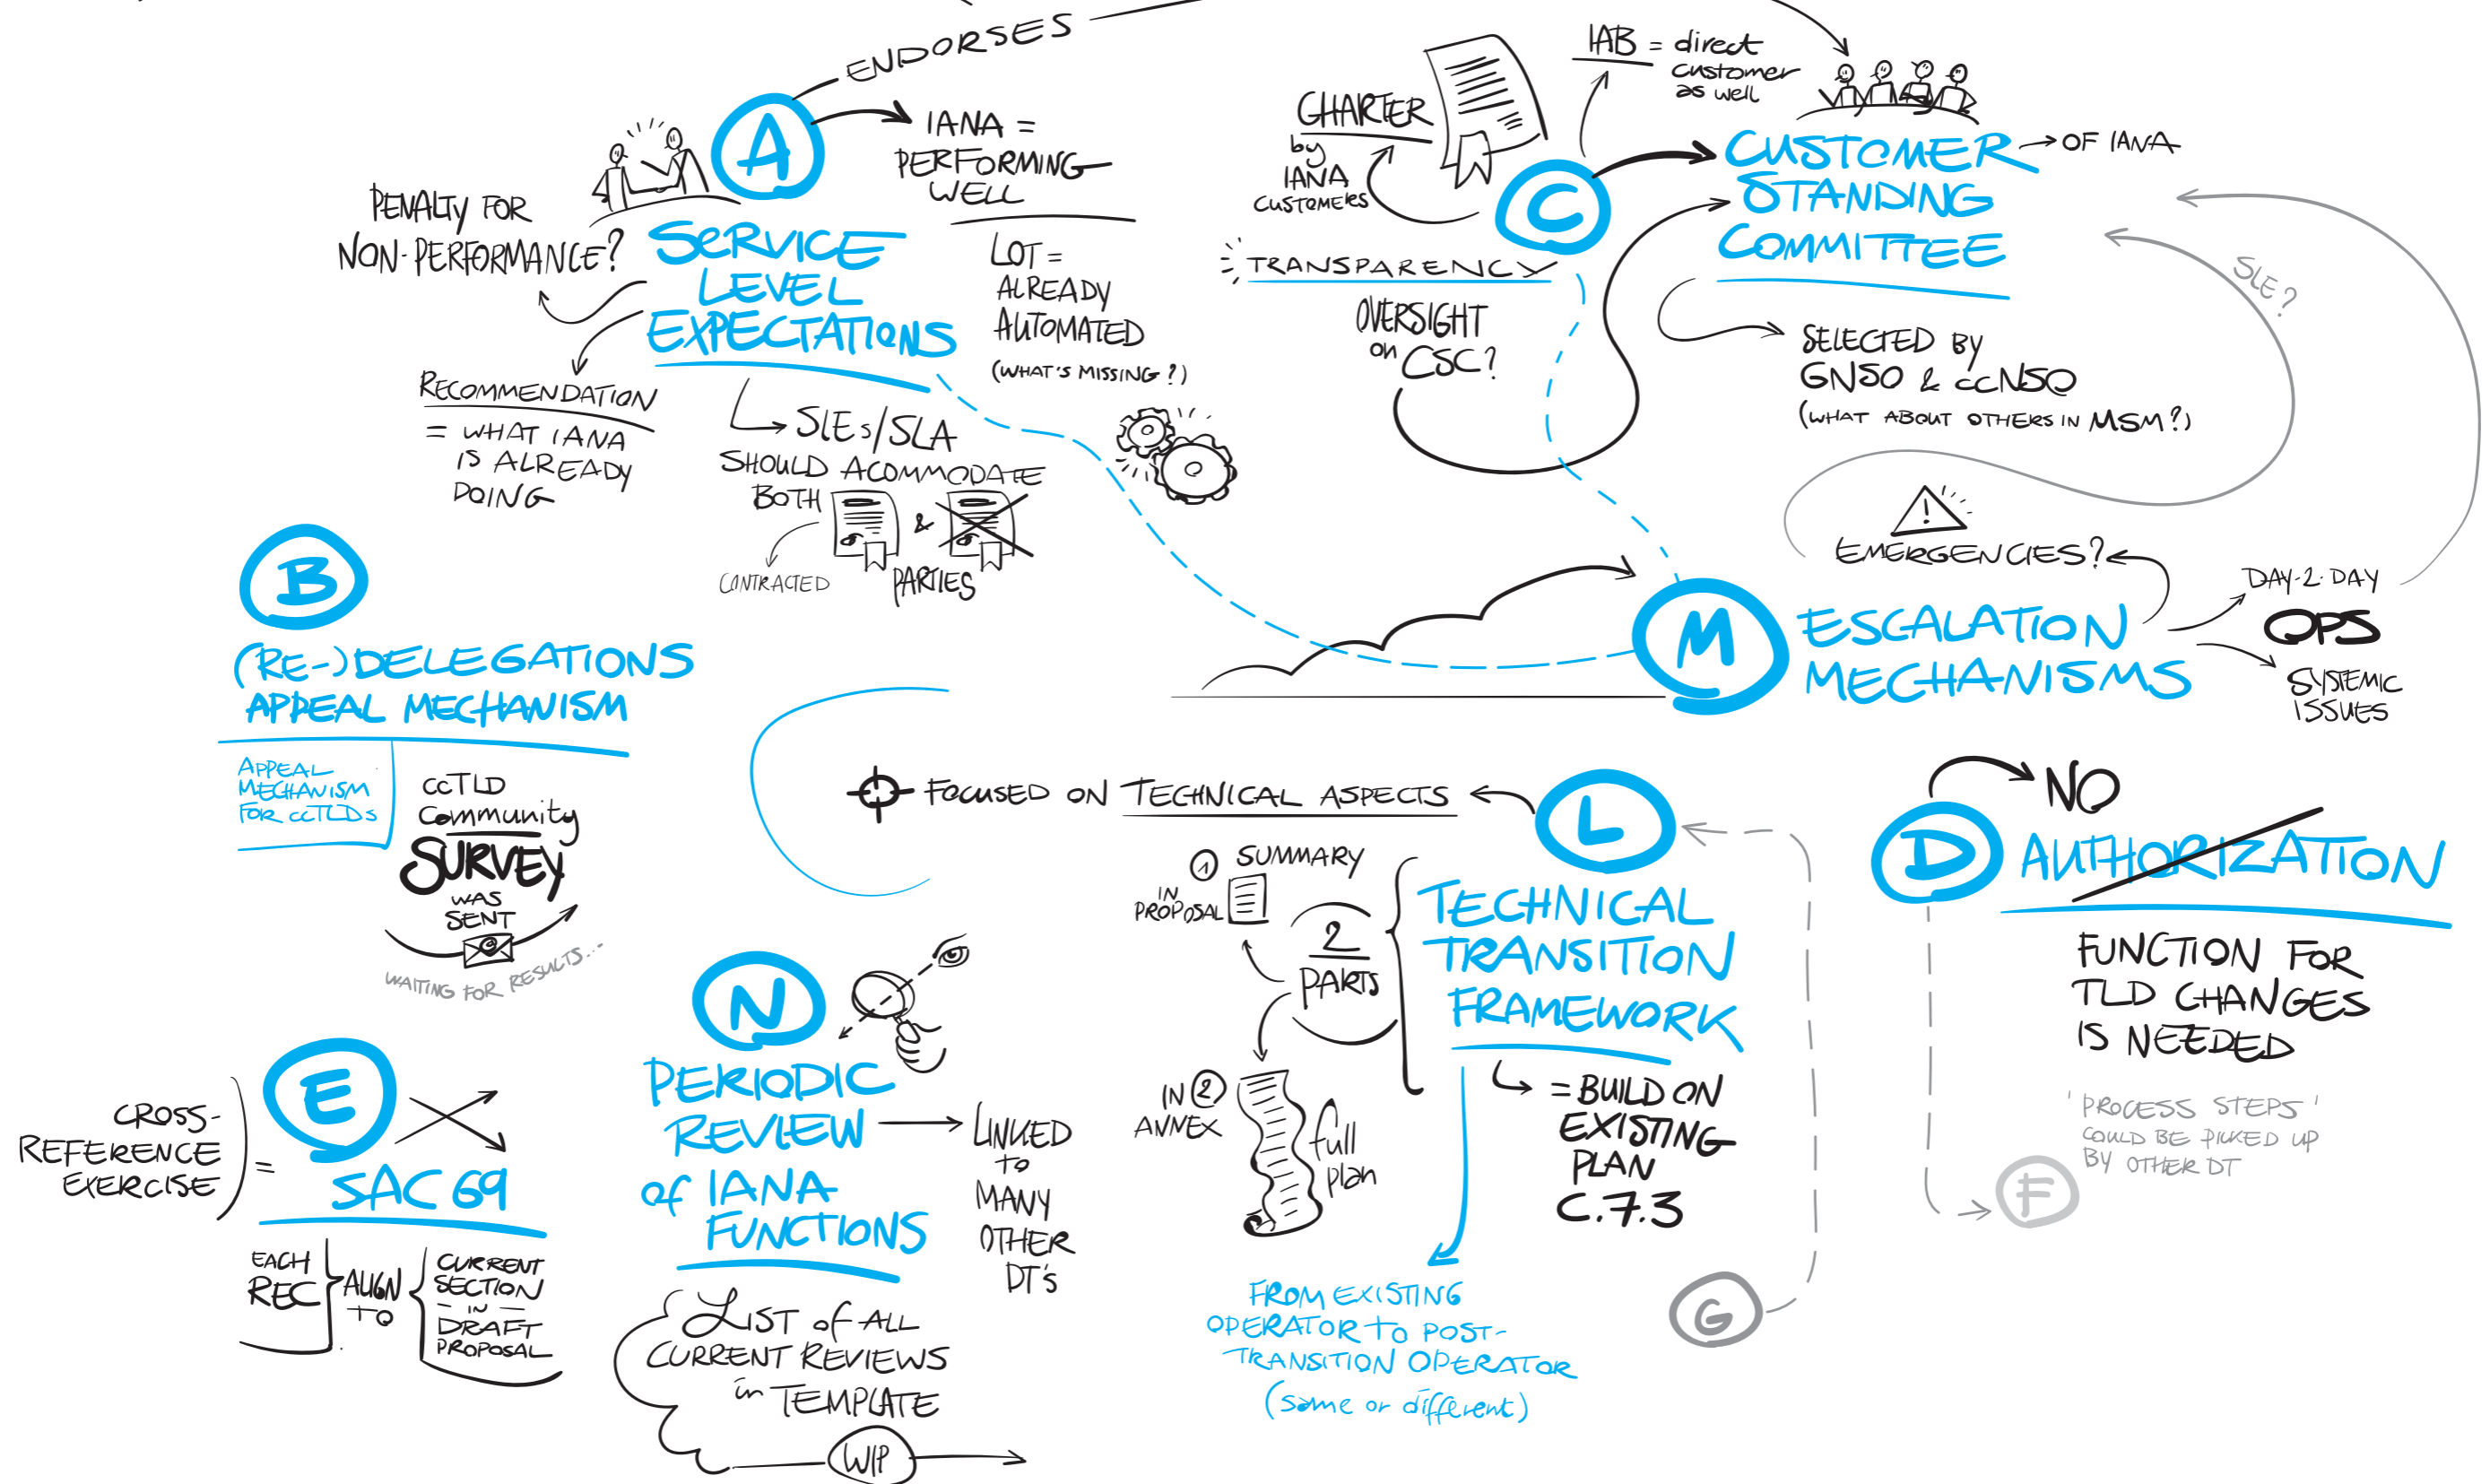 ENDORSES
A
IANA =
PERFORMING
WELL
LOT =
ALREADY
AUTOMATED
(WHAT'S MISSING?)
PENALTY FOR
NON-PERFORMANCE?
SERVICE
LEVEL
EXPECTATIONS
RECOMMENDATION
= WHAT IANA
IS ALREADY
DOING
SLEs/SLA
SHOULD ACOMMODATE
BOTH
&
CONTRACTED
PARTIES
CHARTER
by
IANA
CUSTOMERS
IAB = direct
customer
as well
C
TRANSPARENCY
OVERSIGHT
on CSC?
CUSTOMER
STANDING
COMMITTEE
OF IANA
SELECTED BY
GNSO & ccNSO
(WHAT ABOUT OTHERS IN MSM?)
SLE?
!
EMERGENCIES?
M
ESCALATION
MECHANISMS
DAY-2-DAY
OPS
SYSTEMIC
ISSUES
B
(RE-)DELEGATIONS
APPEAL MECHANISM
APPEAL
MECHANISM
FOR ccTLDs
ccTLD
Community
SURVEY
WAS
SENT
@
WAITING FOR RESULTS...
FOCUSED ON TECHNICAL ASPECTS
L
TECHNICAL
TRANSITION
FRAMEWORK
2
PARTS
1 SUMMARY
IN
PROPOSAL
IN 2
ANNEX
full
plan
= BUILD ON
EXISTING
PLAN
C.7.3
FROM EXISTING
OPERATOR to POST-
TRANSITION OPERATOR
(same or different)
D
NO
AUTHORIZATION
FUNCTION FOR
TLD CHANGES
IS NEEDED
'PROCESS STEPS'
COULD BE PICKED UP
BY OTHER DT
F
G
E
SAC 69
CROSS-
REFERENCE
EXERCISE
=
EACH
REC
ALIGN
TO
CURRENT
SECTION
- IN -
DRAFT
PROPOSAL
N
PERIODIC
REVIEW
of IANA
FUNCTIONS
LINKED
to
MANY
OTHER
DT's
LIST of ALL
CURRENT REVIEWS
in TEMPLATE
WIP